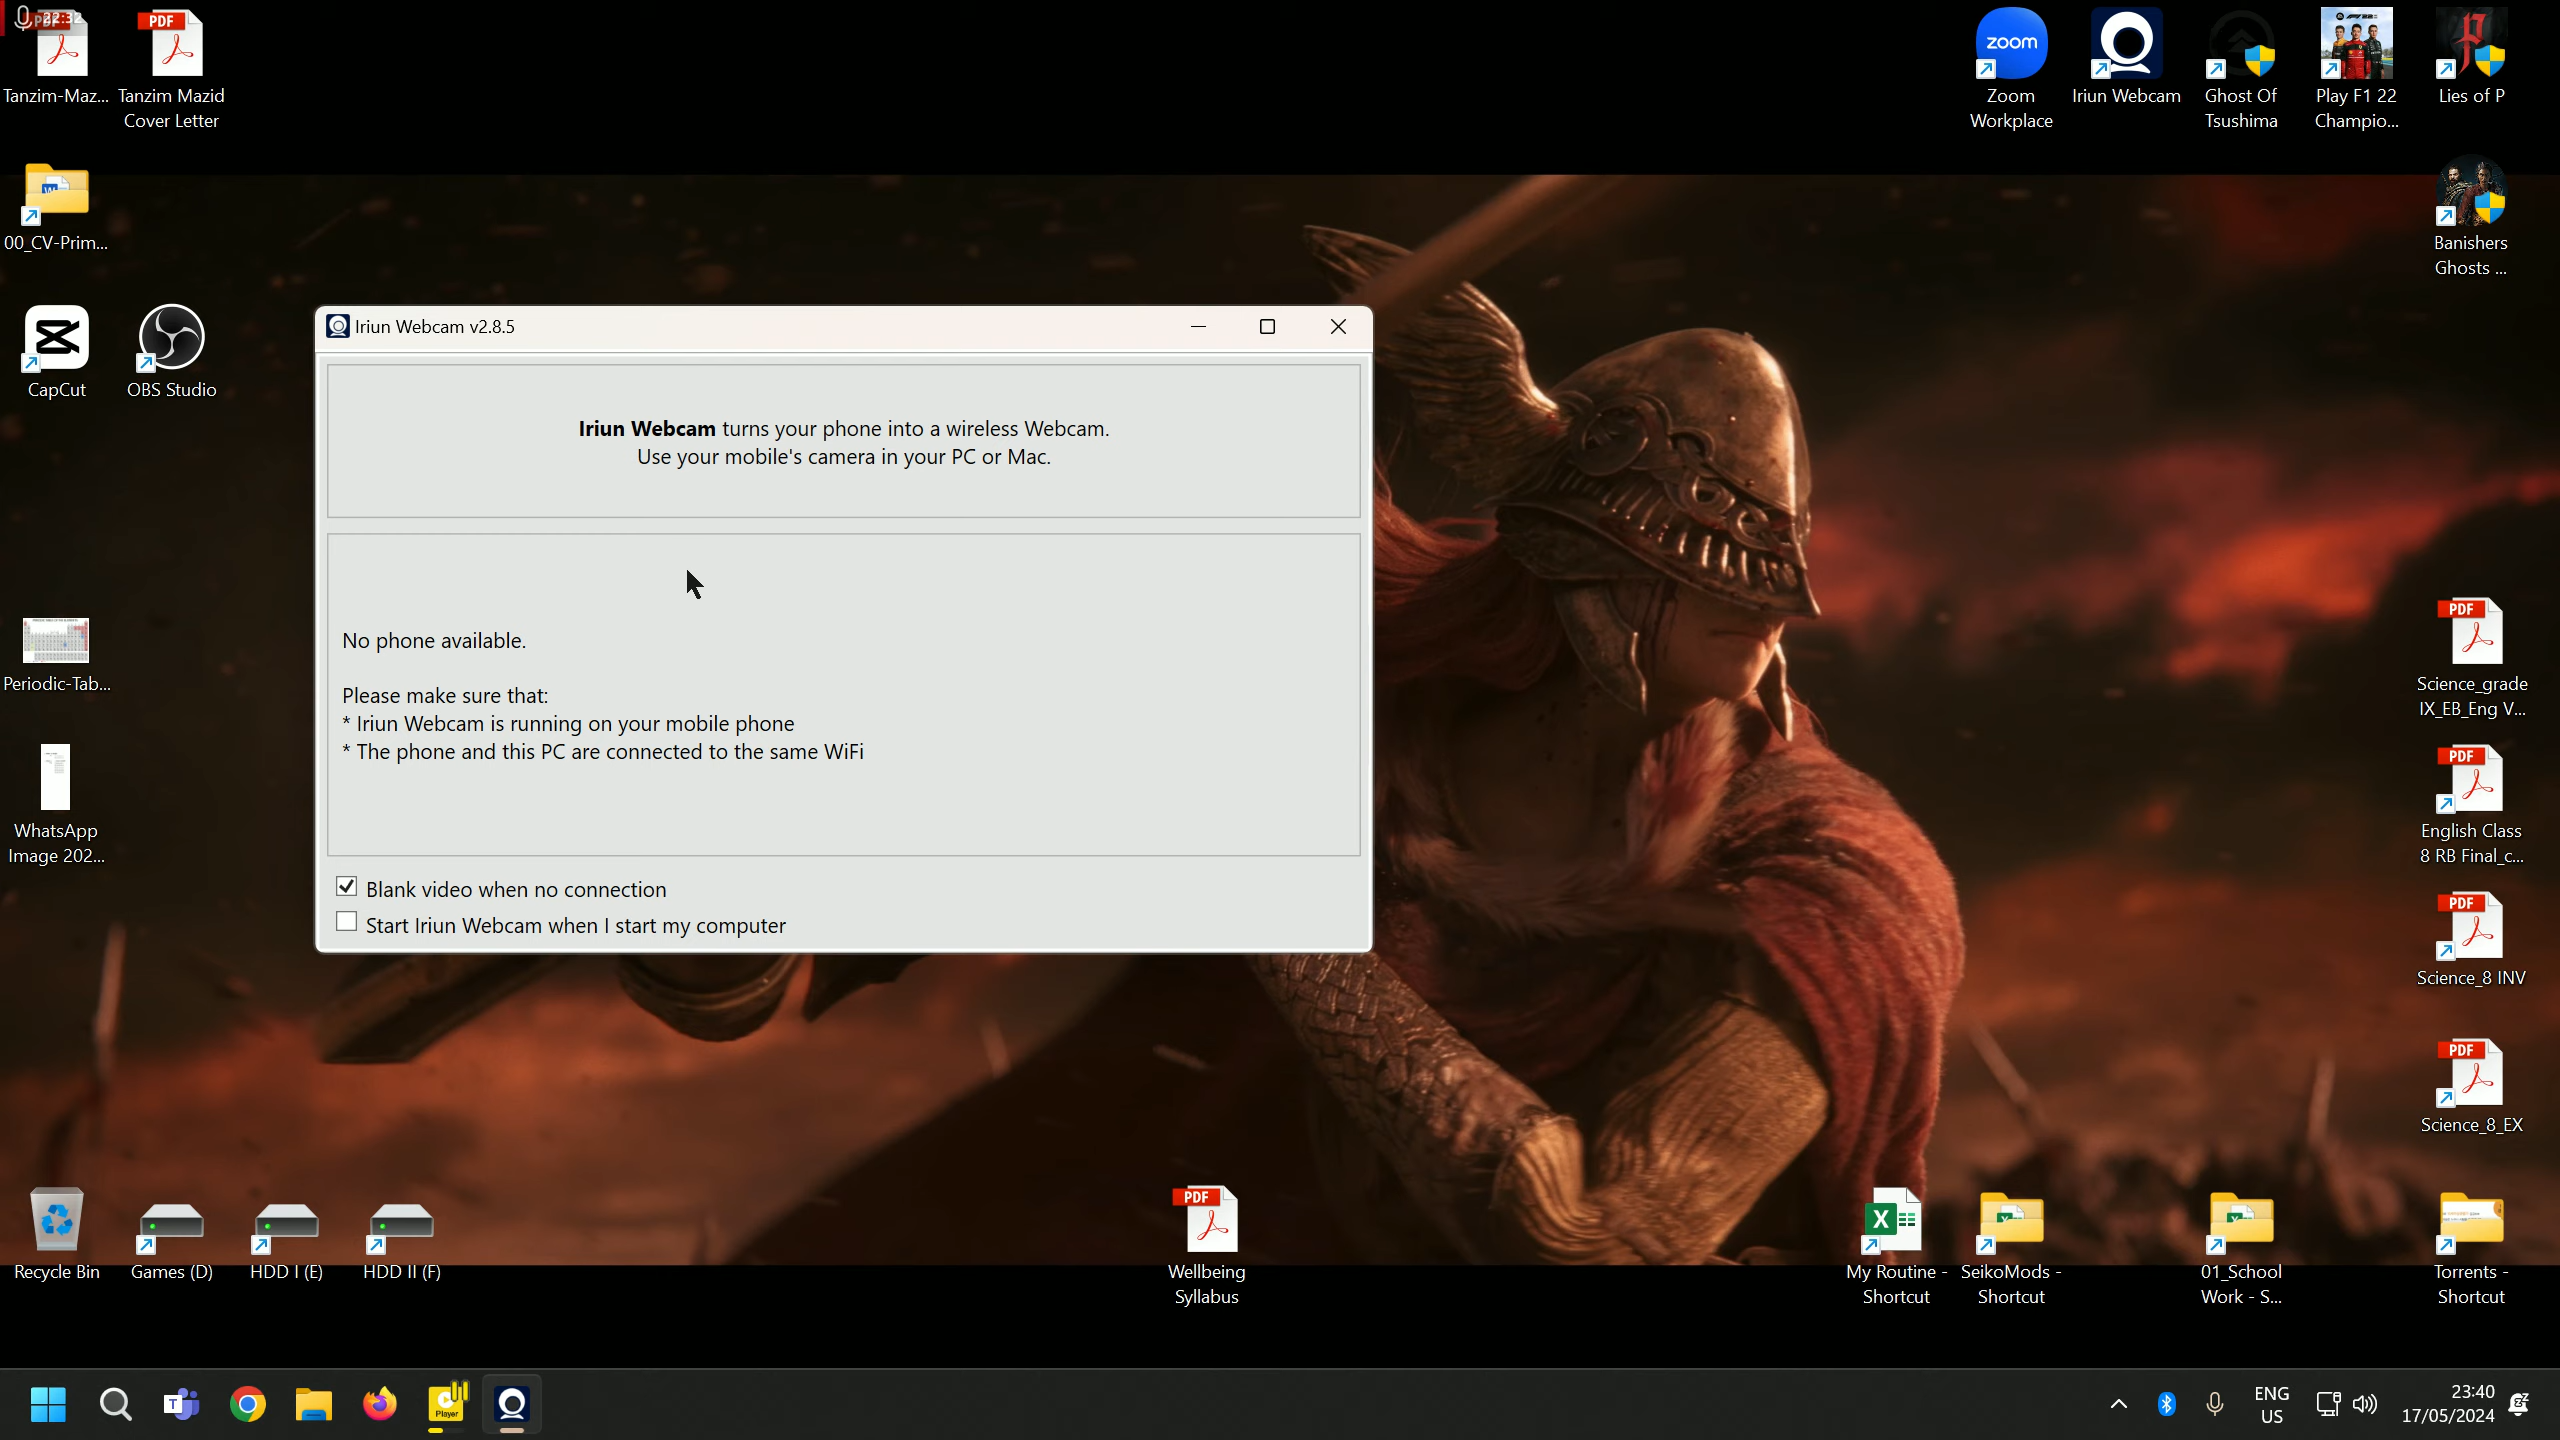 22:32
PDF
Tanzim-Maz...
PDF
Tanzim Mazid
Cover Letter
zoom
Zoom
Workplace
Iriun Webcam
Ghost Of
Tsushima
Play F1 22
Champio...
Lies of P
00_CV-Prim...
Banishers
Ghosts ...
CapCut
OBS Studio
Iriun Webcam v2.8.5
Iriun Webcam turns your phone into a wireless Webcam.
Use your mobile's camera in your PC or Mac.
No phone available.
Please make sure that:
* Iriun Webcam is running on your mobile phone
* The phone and this PC are connected to the same WiFi
Blank video when no connection
Start Iriun Webcam when I start my computer
Periodic-Tab...
WhatsApp
Image 202...
PDF
Science_grade
IX_EB_Eng V...
PDF
English Class
8 RB Final_c...
PDF
Science_8 INV
PDF
Science_8_EX
Recycle Bin
Games (D)
HDD I (E)
HDD II (F)
PDF
Wellbeing
Syllabus
My Routine -
Shortcut
SeikoMods -
Shortcut
01_School
Work - S...
Torrents -
Shortcut
Player
ENG
US
23:40
17/05/2024